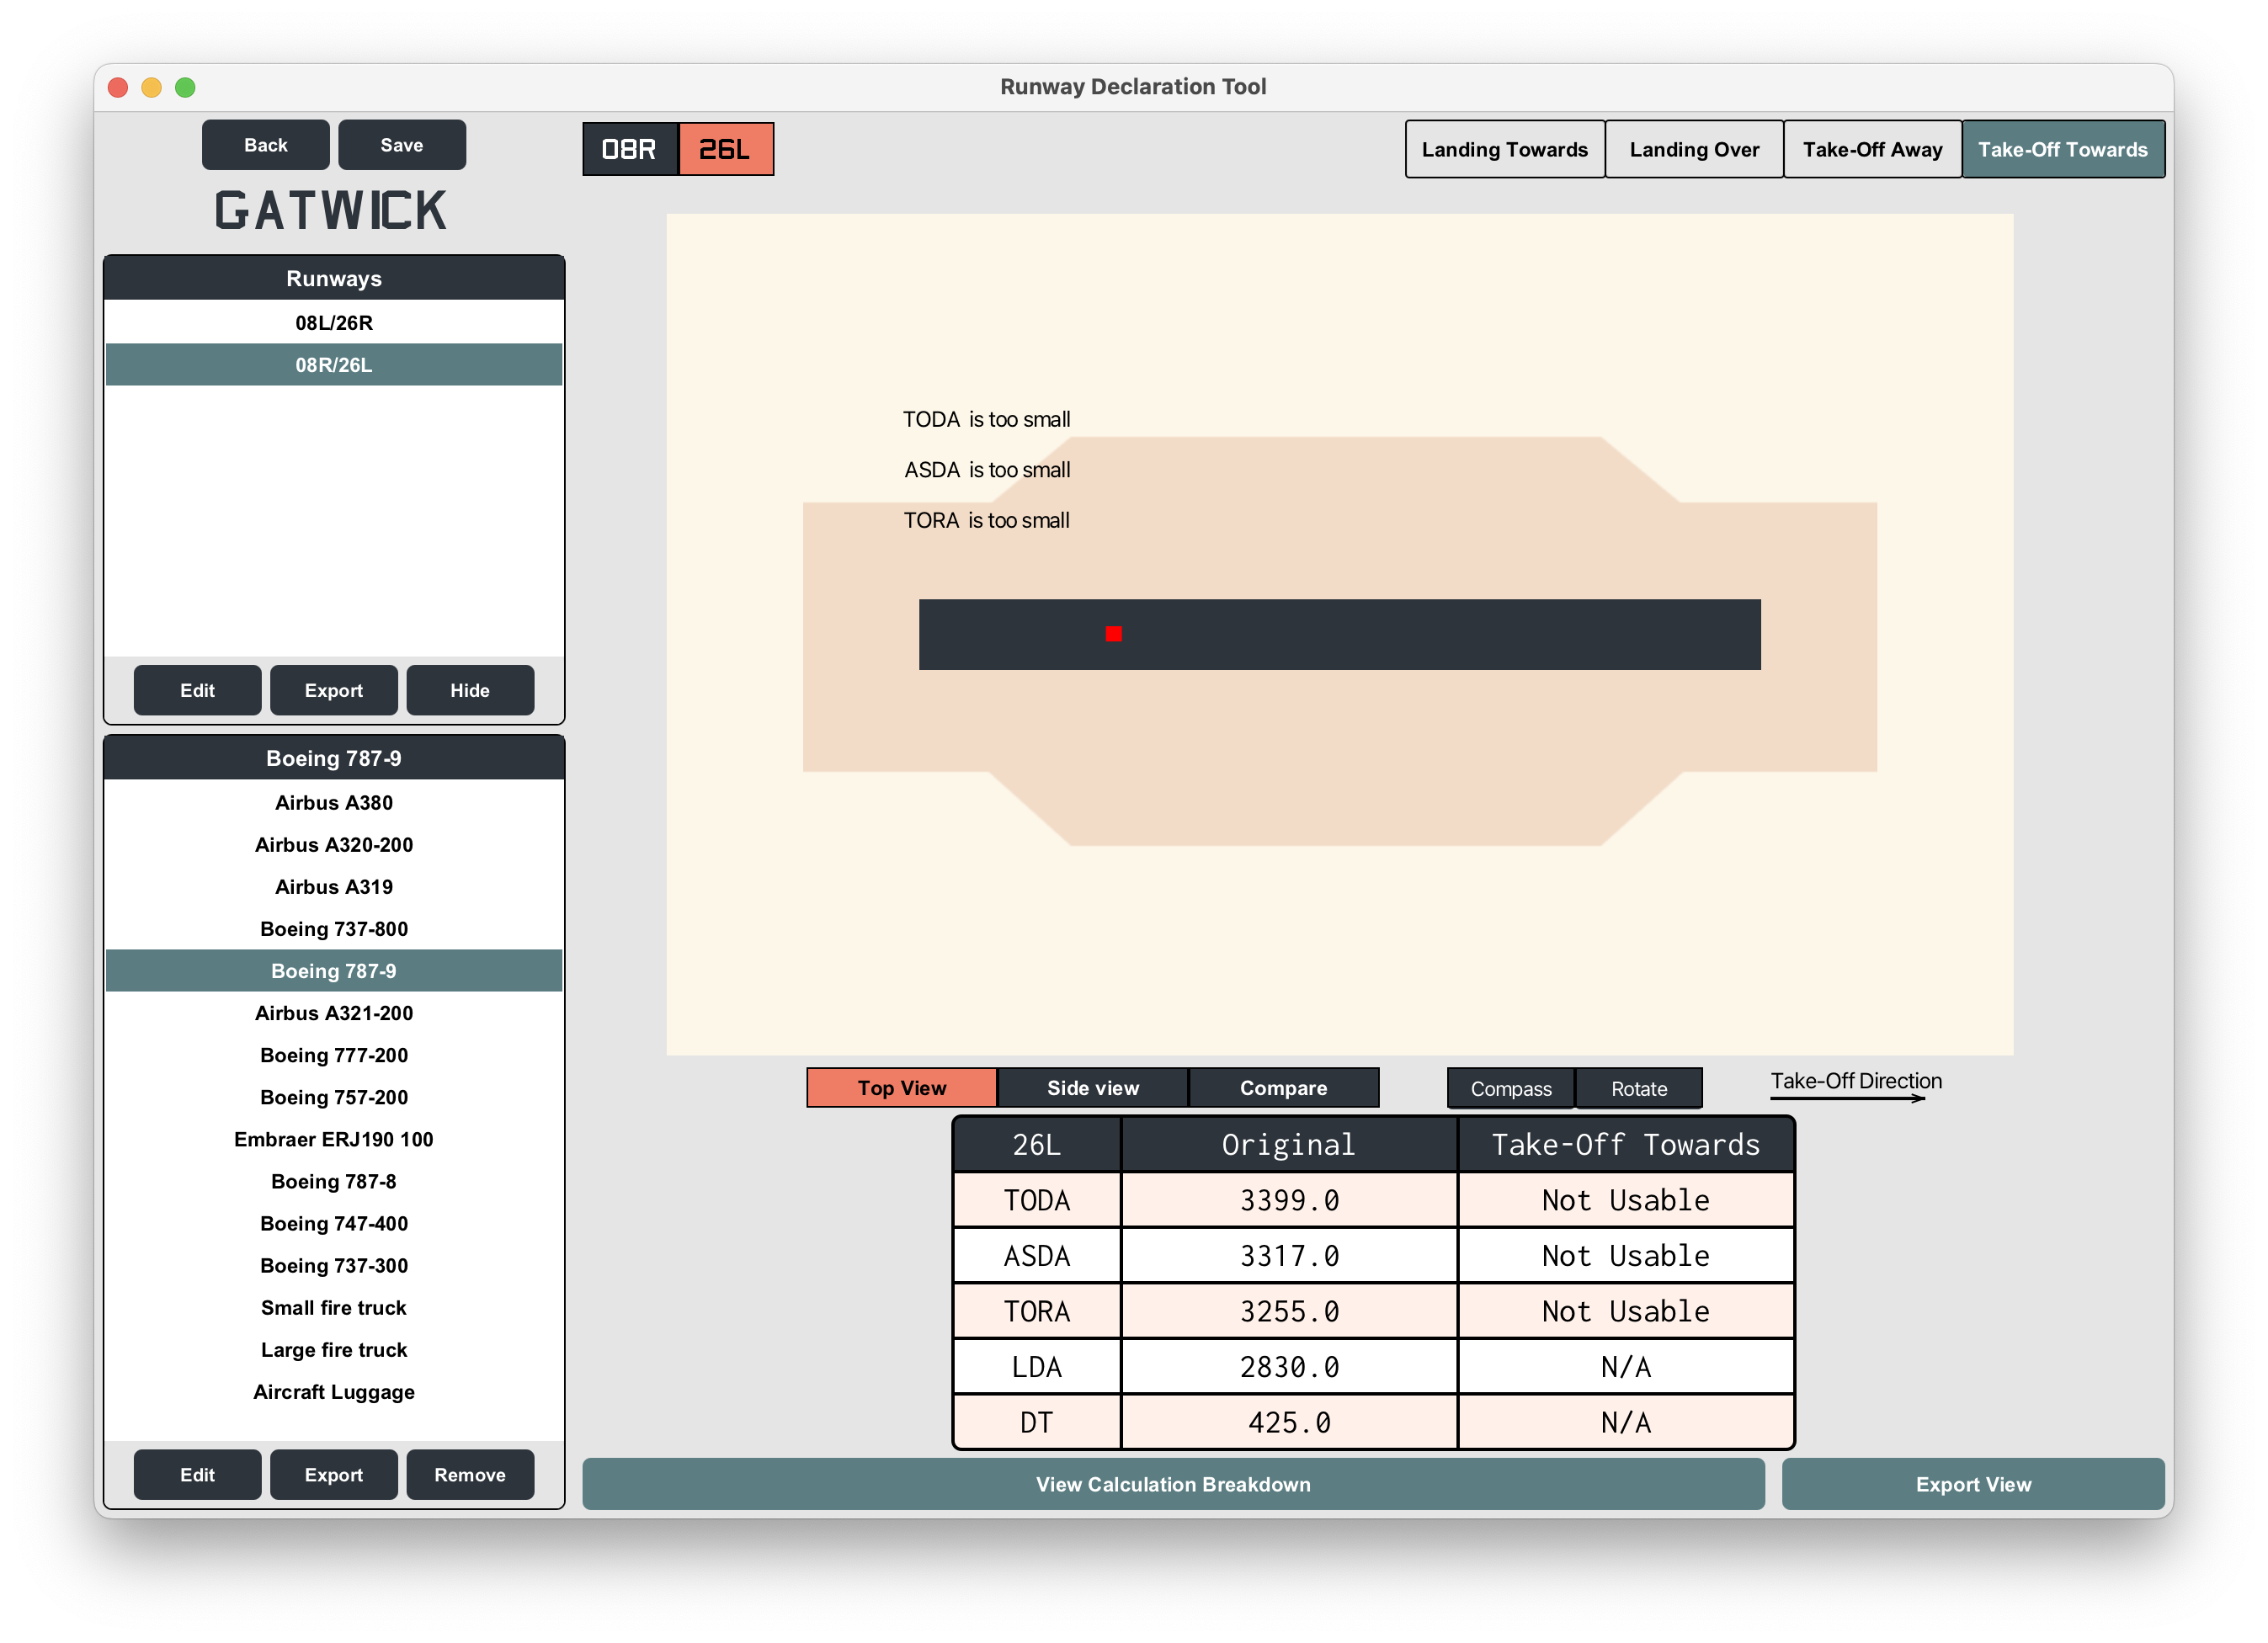 Runway Declaration Tool
Back Save
GATWICK
Runways
08L/26R
08R/26L
Edit Export Hide
Boeing 787-9
Airbus A380
Airbus A320-200
Airbus A319
Boeing 737-800
Boeing 787-9
Airbus A321-200
Boeing 777-200
Boeing 757-200
Embraer ERJ190 100
Boeing 787-8
Boeing 747-400
Boeing 737-300
Small fire truck
Large fire truck
Aircraft Luggage
Edit Export Remove
08R 26L
Landing Towards Landing Over Take-Off Away Take-Off Towards
TODA is too small
ASDA is too small
TORA is too small
Top View Side view Compare
Compass Rotate
Take-Off Direction
26L Original Take-Off Towards
TODA 3399.0 Not Usable
ASDA 3317.0 Not Usable
TORA 3255.0 Not Usable
LDA 2830.0 N/A
DT 425.0 N/A
View Calculation Breakdown Export View